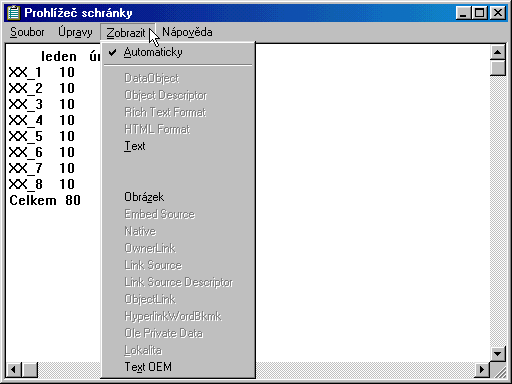 Prohlížeč schránky
Soubor Úpravy Zobrazit Nápověda
leden
XX_1 10
XX_2 10
XX_3 10
XX_4 10
XX_5 10
XX_6 10
XX_7 10
XX_8 10
Celkem 80
Automaticky
DataObject
Object Descriptor
Rich Text Format
HTML Format
Text
Obrázek
Embed Source
Native
OwnerLink
Link Source
Link Source Descriptor
ObjectLink
HyperlinkWordBkmk
Ole Private Data
Lokalita
Text OEM